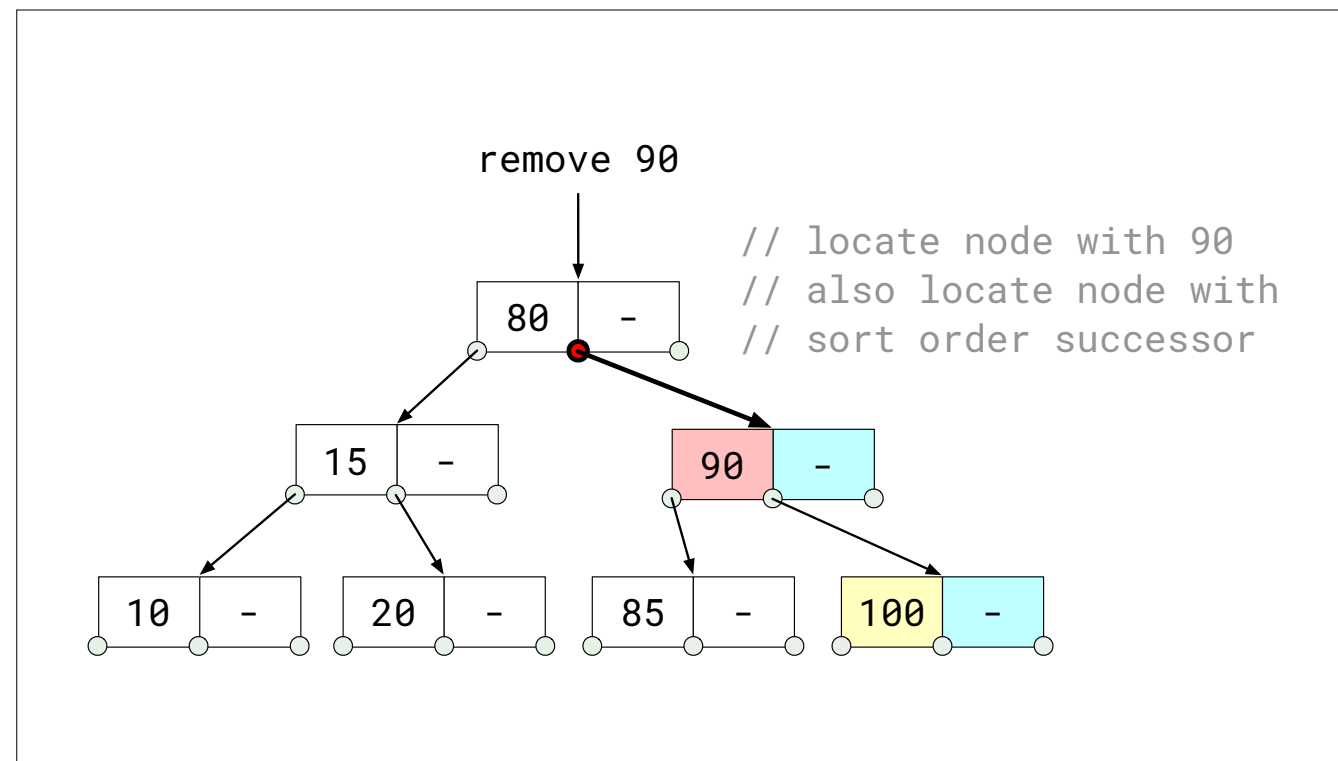 remove 90
// locate node with 90
// also locate node with
// sort order successor
80 -
15 -
90 -
10 -
20 -
85 -
100 -